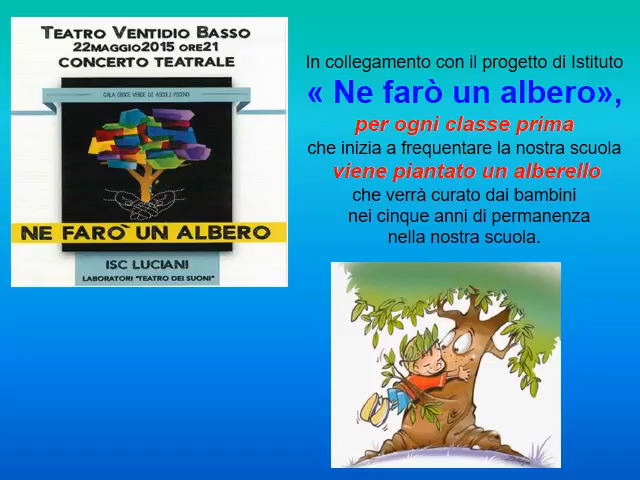 TEATRO VENTIDIO BASSO
22MAGGIO2015 ORE21
CONCERTO TEATRALE
GALA CROCE VERDE DI ASCOLI PICENO
NE FARO` UN ALBERO
ISC LUCIANI
LABORATORI "TEATRO DEI SUONI"
In collegamento con il progetto di Istituto
« Ne farò un albero»,
per ogni classe prima
che inizia a frequentare la nostra scuola
viene piantato un alberello
che verrà curato dai bambini
nei cinque anni di permanenza
nella nostra scuola.